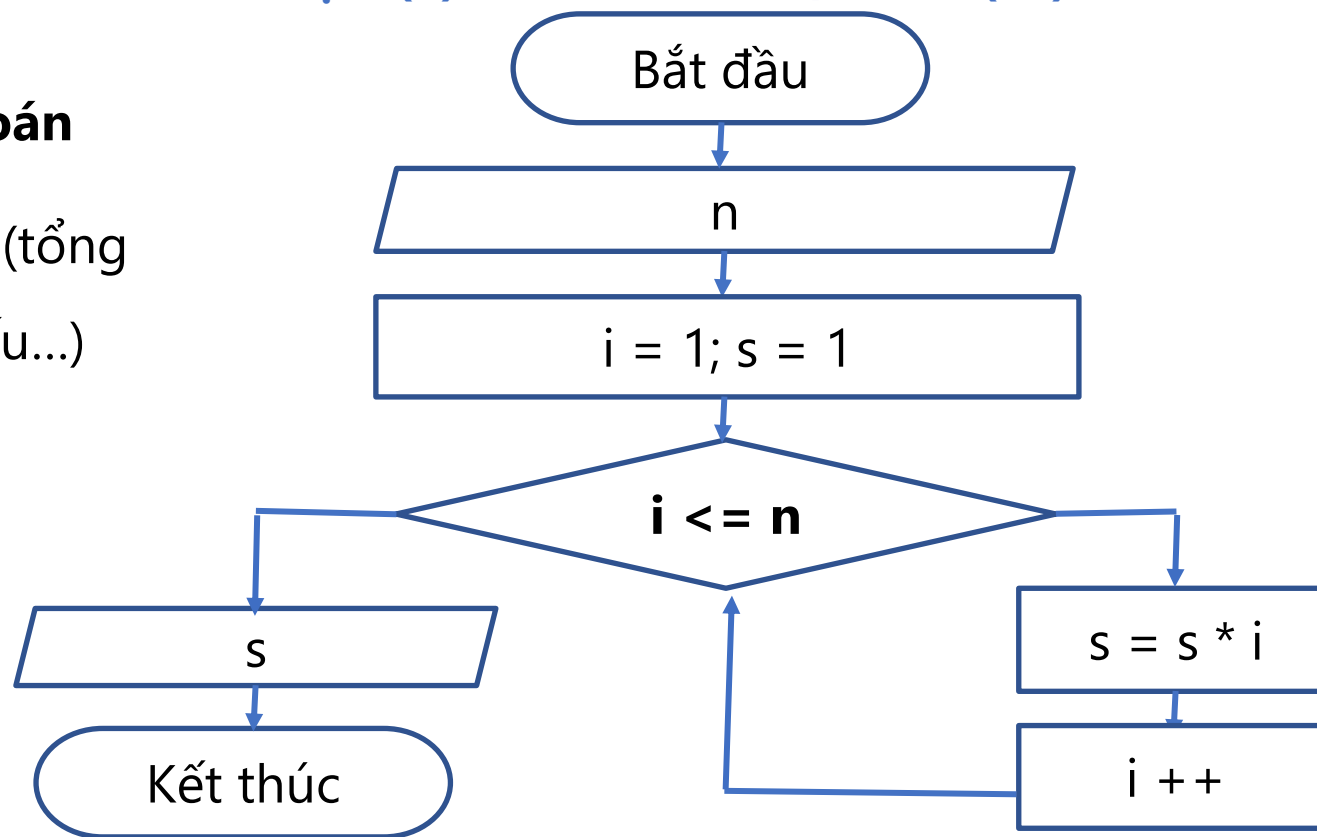 Bắt đầu
oán
n
(tổng
i = 1; s = 1
u...)
i <= n
s = s * i
s
i ++
Kết thúc